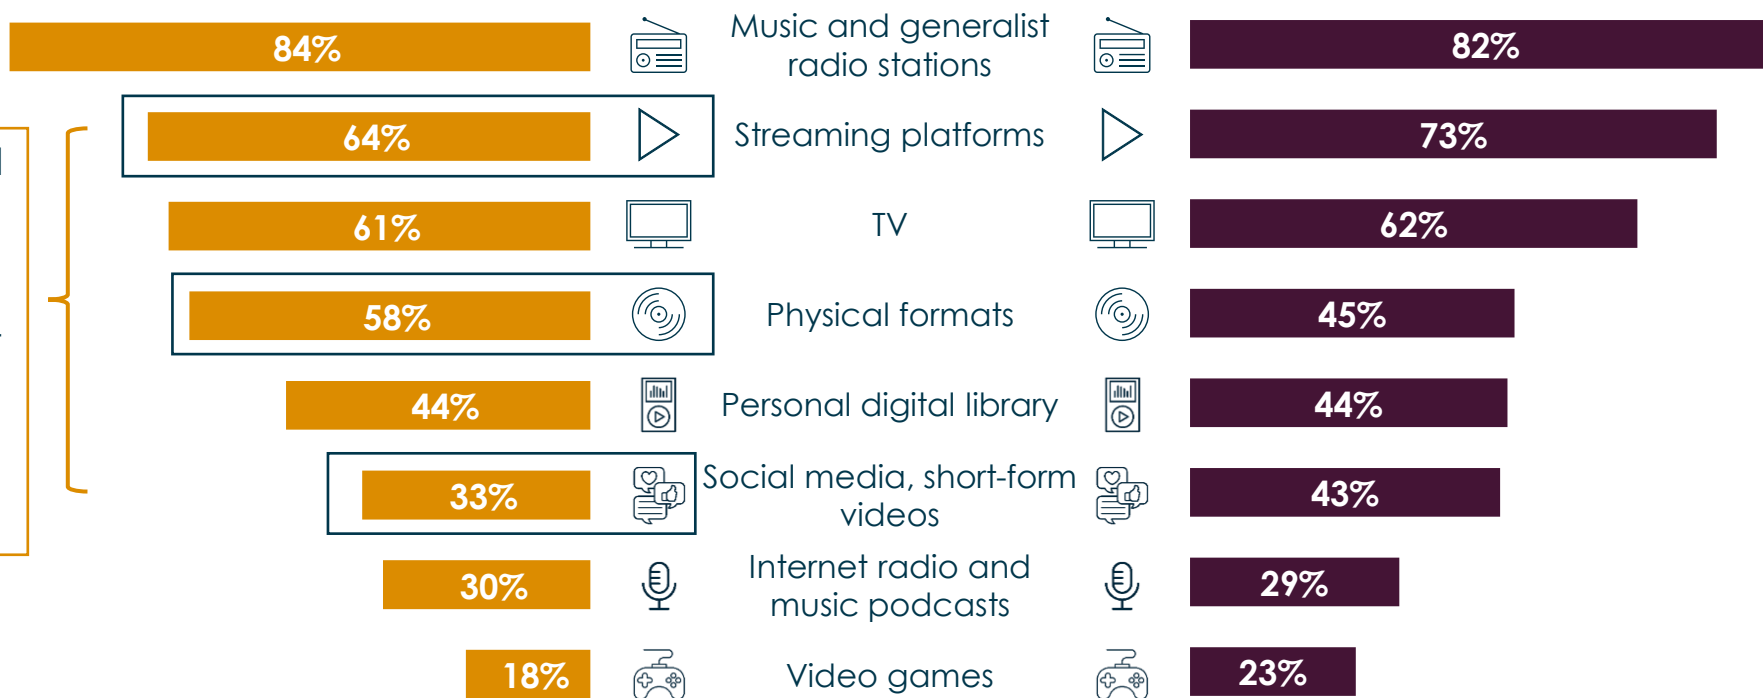 84%
Music and generalist
radio stations
82%
64%
Streaming platforms
73%
61%
TV
62%
58%
Physical formats
45%
44%
Personal digital library
44%
33%
Social media, short-form
videos
43%
30%
Internet radio and
music podcasts
29%
18%
Video games
23%